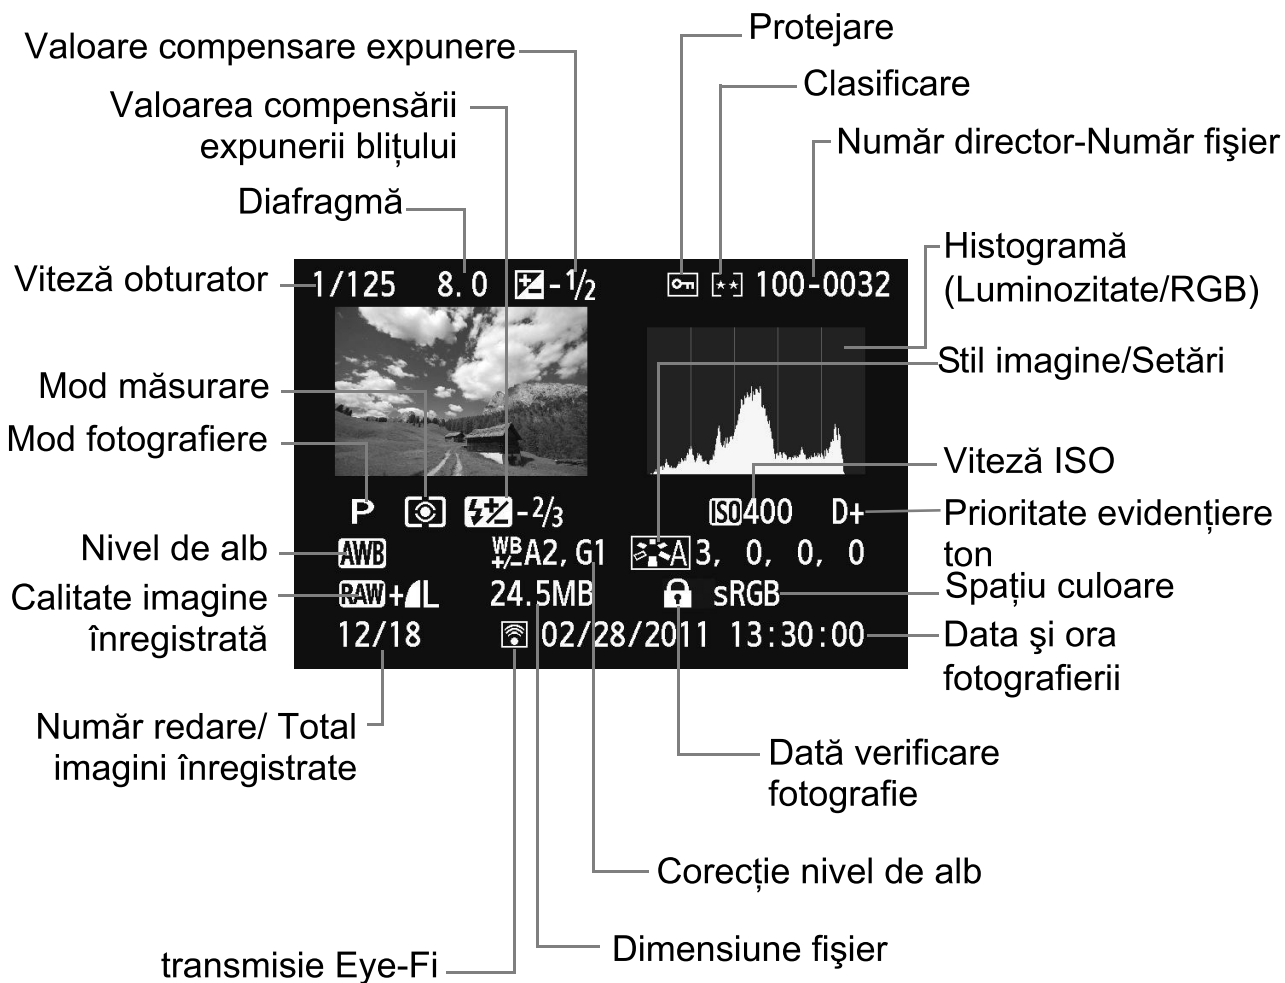 Valoare compensare expunere
Protejare
Clasificare
Valoarea compensării
expunerii bliţului
Număr director-Număr fişier
Diafragmă
Histogramă
(Luminozitate/RGB)
Viteză obturator
1/125 8.0 -1/2 100-0032
Stil imagine/Setări
Mod măsurare
Mod fotografiere
Viteză ISO
P -2/3 ISO400 D+
Prioritate evidenţiere
ton
Nivel de alb
AWB WB+/-A2, G1 A3, 0, 0, 0
Spaţiu culoare
Calitate imagine
înregistrată
RAW+L 24.5MB sRGB
12/18 02/28/2011 13:30:00
Data şi ora
fotografierii
Număr redare/ Total
imagini înregistrate
Dată verificare
fotografie
Corecţie nivel de alb
Dimensiune fişier
transmisie Eye-Fi